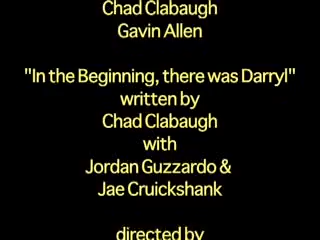 Chad Clabaugh
Gavin Allen
"In the Beginning, there was Darryl"
written by
Chad Clabaugh
with
Jordan Guzzardo &
Jae Cruickshank
directed by